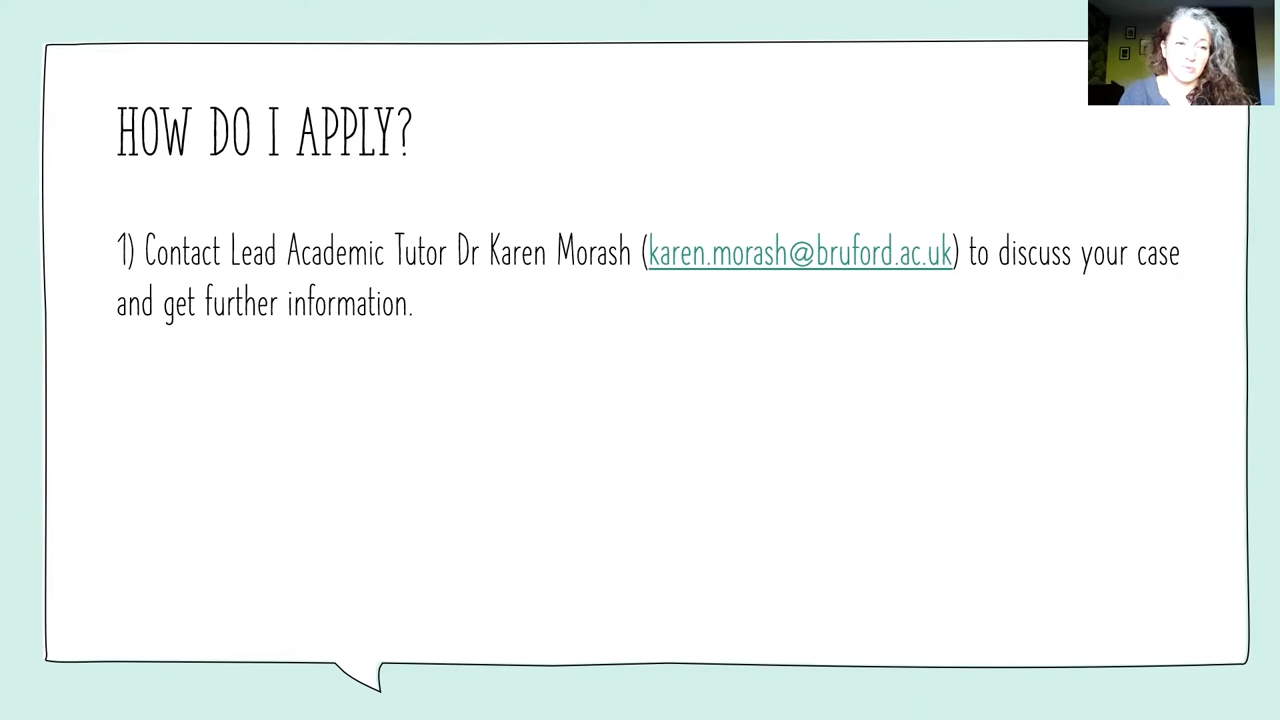 HOW DO I APPLY?
1) Contact Lead Academic Tutor Dr Karen Morash (karen.morash@bruford.ac.uk) to discuss your case
and get further information.